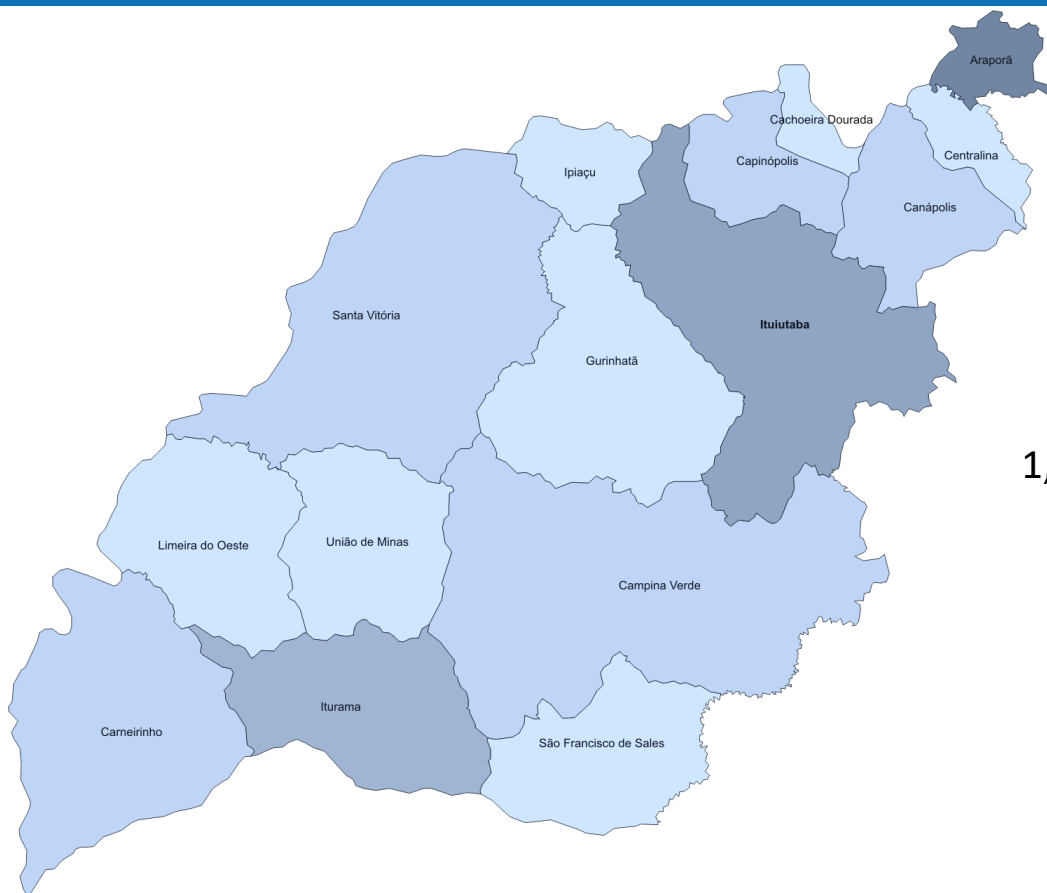 Araporã
Cachoeira Dourada
Centralina
Capinópolis
Ipiaçu
Canápolis
Santa Vitória
Ituiutaba
Gurinhatã
1,
Limeira do Oeste
União de Minas
Campina Verde
Iturama
Carneirinho
São Francisco de Sales